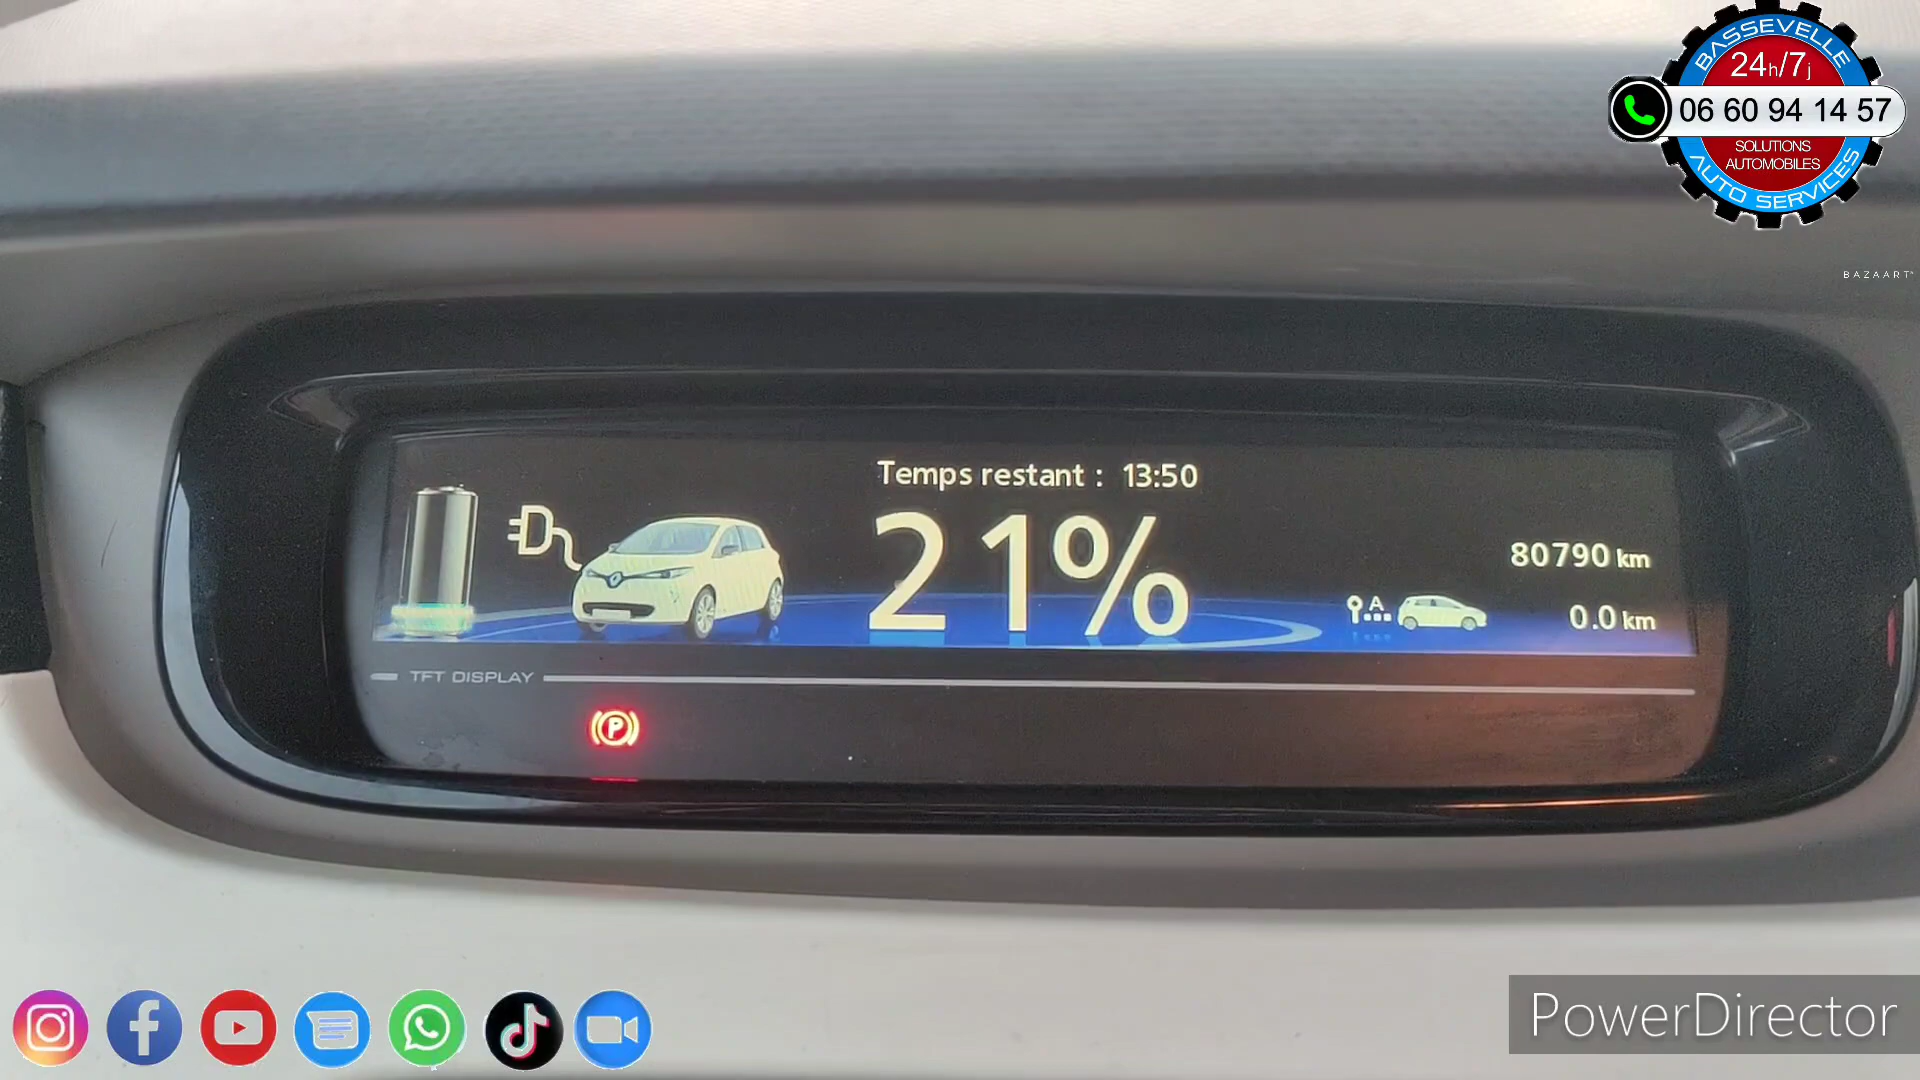 BASSEVELLE
24h/7j
06 60 94 14 57
SOLUTIONS
AUTOMOBILES
AUTO SERVICES
BAZAART
Temps restant : 13:50
21%
80790 km
A
0.0 km
TFT DISPLAY
P
PowerDirector